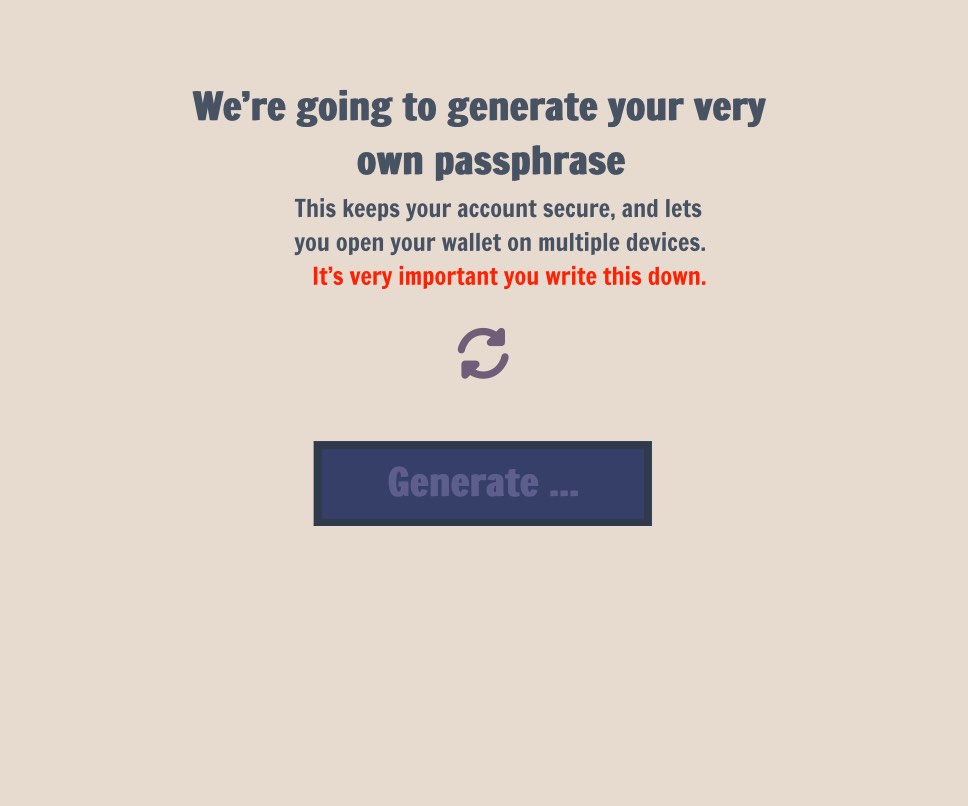 We’re going to generate your very
own passphrase
This keeps your account secure, and lets
you open your wallet on multiple devices.
It’s very important you write this down.
Generate ...